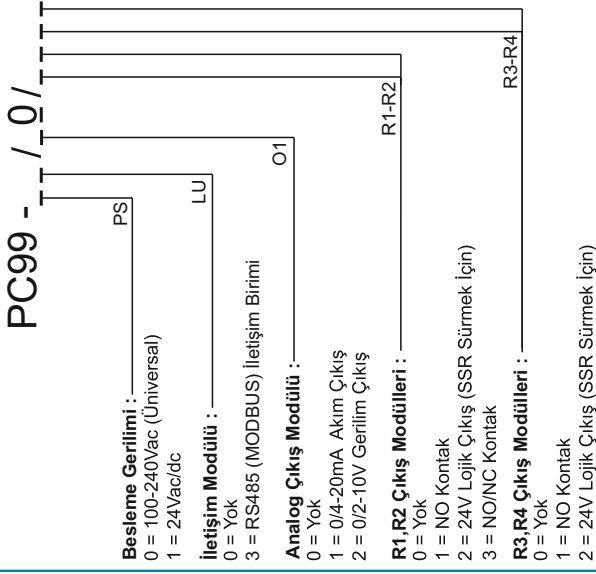 PC99 - / 0 /
PS
LU
O1
R1-R2
R3-R4
Besleme Gerilimi :
0 = 100-240Vac (Üniversal)
1 = 24Vac/dc
İletişim Modülü :
0 = Yok
3 = RS485 (MODBUS) İletişim Birimi
Analog Çıkış Modülü :
0 = Yok
1 = 0/4-20mA Akım Çıkış
2 = 0/2-10V Gerilim Çıkış
R1,R2 Çıkış Modülleri :
0 = Yok
1 = NO Kontak
2 = 24V Lojik Çıkış (SSR Sürmek İçin)
3 = NO/NC Kontak
R3,R4 Çıkış Modülleri :
0 = Yok
1 = NO Kontak
2 = 24V Lojik Çıkış (SSR Sürmek İçin)